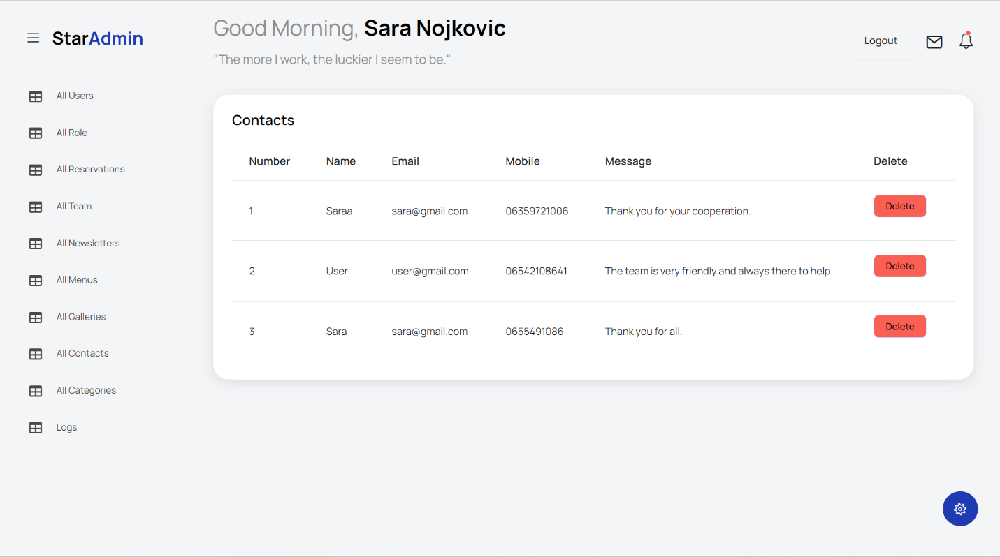 StarAdmin
Good Morning, Sara Nojkovic
"The more I work, the luckier I seem to be."
Logout
All Users
All Role
All Reservations
All Team
All Newsletters
All Menus
All Galleries
All Contacts
All Categories
Logs
Contacts
Number Name Email Mobile Message Delete
1 Saraa sara@gmail.com 06359721006 Thank you for your cooperation. Delete
2 User user@gmail.com 06542108641 The team is very friendly and always there to help. Delete
3 Sara sara@gmail.com 0655491086 Thank you for all. Delete